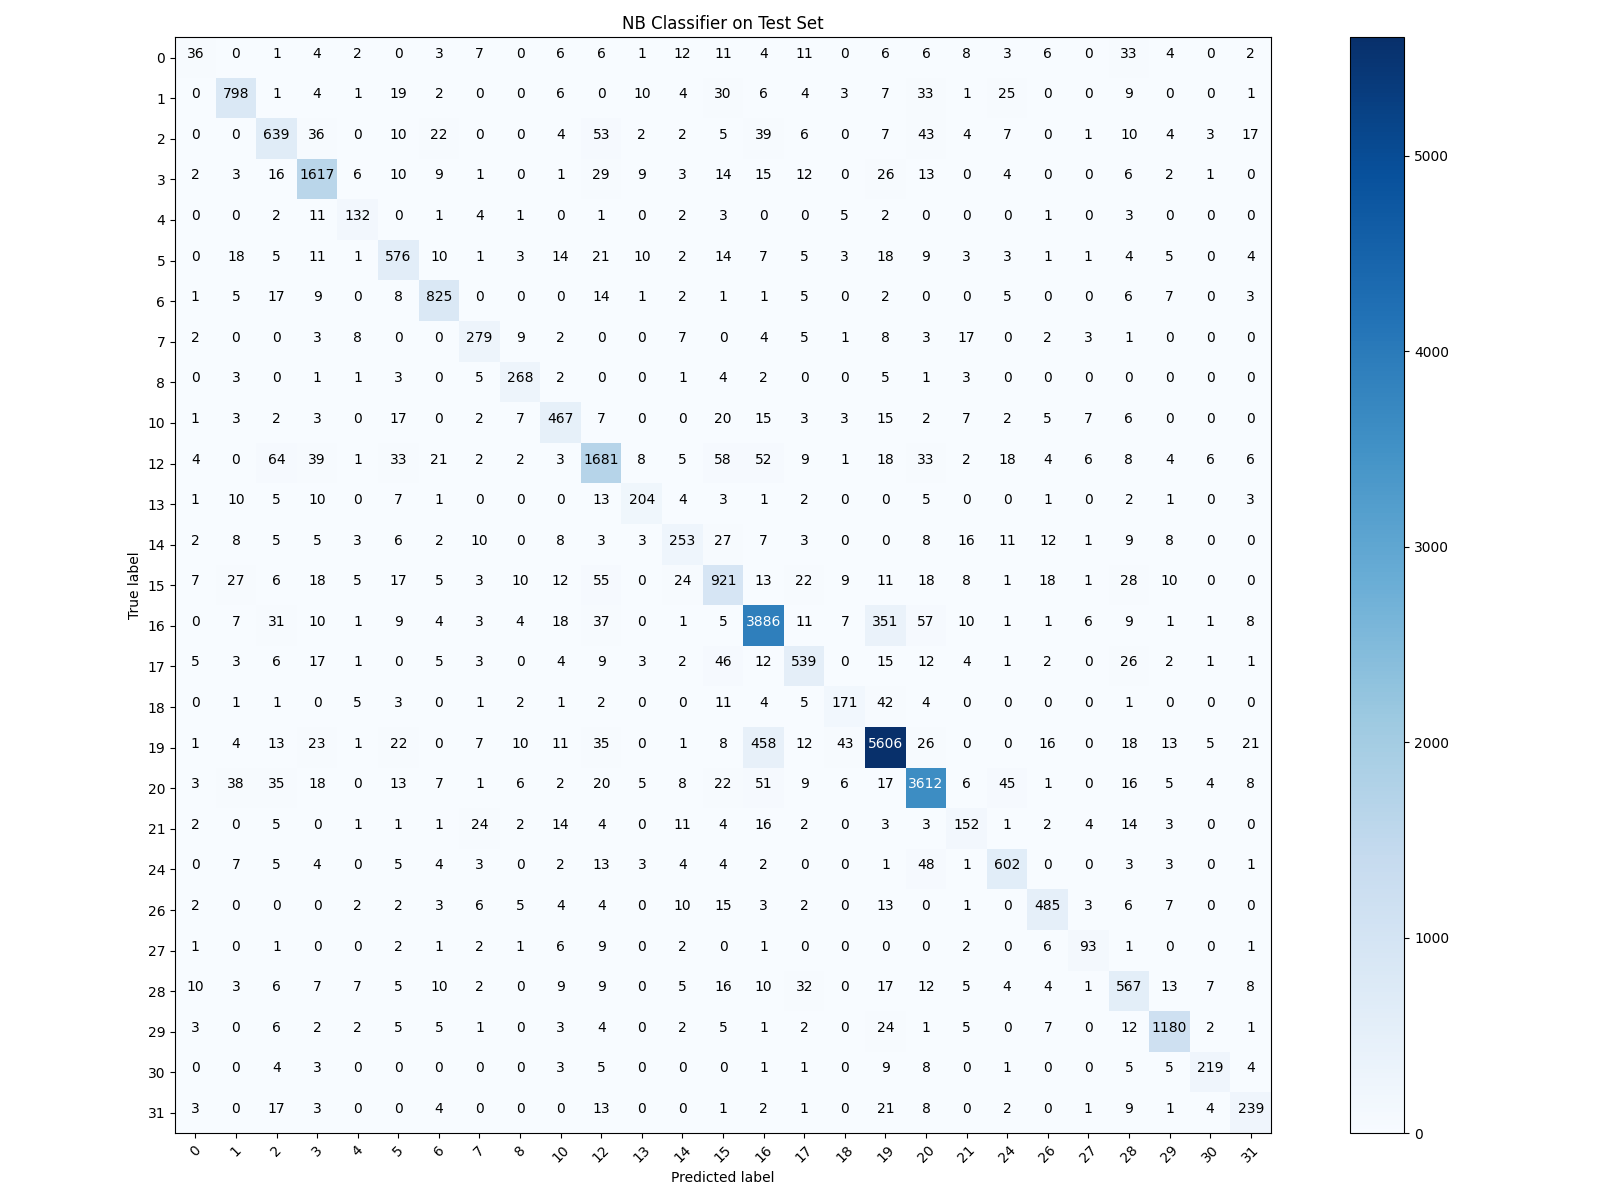 NB Classifier on Test Set
0 36 0 1 4 2 0 3 7 0 6 6 1 12 11 4 11 0 6 6 8 3 6 0 33 4 0 2
1 0 798 1 4 1 19 2 0 0 6 0 10 4 30 6 4 3 7 33 1 25 0 0 9 0 0 1
2 0 0 639 36 0 10 22 0 0 4 53 2 2 5 39 6 0 7 43 4 7 0 1 10 4 3 17
3 2 3 16 1617 6 10 9 1 0 1 29 9 3 14 15 12 0 26 13 0 4 0 0 6 2 1 0
4 0 0 2 11 132 0 1 4 1 0 1 0 2 3 0 0 5 2 0 0 0 1 0 3 0 0 0
5 0 18 5 11 1 576 10 1 3 14 21 10 2 14 7 5 3 18 9 3 3 1 1 4 5 0 4
6 1 5 17 9 0 8 825 0 0 0 14 1 2 1 1 5 0 2 0 0 5 0 0 6 7 0 3
7 2 0 0 3 8 0 0 279 9 2 0 0 7 0 4 5 1 8 3 17 0 2 3 1 0 0 0
8 0 3 0 1 1 3 0 5 268 2 0 0 1 4 2 0 0 5 1 3 0 0 0 0 0 0 0
10 1 3 2 3 0 17 0 2 7 467 7 0 0 20 15 3 3 15 2 7 2 5 7 6 0 0 0
12 4 0 64 39 1 33 21 2 2 3 1681 8 5 58 52 9 1 18 33 2 18 4 6 8 4 6 6
13 1 10 5 10 0 7 1 0 0 0 13 204 4 3 1 2 0 0 5 0 0 1 0 2 1 0 3
14 2 8 5 5 3 6 2 10 0 8 3 3 253 27 7 3 0 0 8 16 11 12 1 9 8 0 0
15 7 27 6 18 5 17 5 3 10 12 55 0 24 921 13 22 9 11 18 8 1 18 1 28 10 0 0
16 0 7 31 10 1 9 4 3 4 18 37 0 1 5 3886 11 7 351 57 10 1 1 6 9 1 1 8
17 5 3 6 17 1 0 5 3 0 4 9 3 2 46 12 539 0 15 12 4 1 2 0 26 2 1 1
18 0 1 1 0 5 3 0 1 2 1 2 0 0 11 4 5 171 42 4 0 0 0 0 1 0 0 0
19 1 4 13 23 1 22 0 7 10 11 35 0 1 8 458 12 43 5606 26 0 0 16 0 18 13 5 21
20 3 38 35 18 0 13 7 1 6 2 20 5 8 22 51 9 6 17 3612 6 45 1 0 16 5 4 8
21 2 0 5 0 1 1 1 24 2 14 4 0 11 4 16 2 0 3 3 152 1 2 4 14 3 0 0
24 0 7 5 4 0 5 4 3 0 2 13 3 4 4 2 0 0 1 48 1 602 0 0 3 3 0 1
26 2 0 0 0 2 2 3 6 5 4 4 0 10 15 3 2 0 13 0 1 0 485 3 6 7 0 0
27 1 0 1 0 0 2 1 2 1 6 9 0 2 0 1 0 0 0 0 2 0 6 93 1 0 0 1
28 10 3 6 7 7 5 10 2 0 9 9 0 5 16 10 32 0 17 12 5 4 4 1 567 13 7 8
29 3 0 6 2 2 5 5 1 0 3 4 0 2 5 1 2 0 24 1 5 0 7 0 12 1180 2 1
30 0 0 4 3 0 0 0 0 0 3 5 0 0 0 1 1 0 9 8 0 1 0 0 5 5 219 4
31 3 0 17 3 0 0 4 0 0 0 13 0 0 1 2 1 0 21 8 0 2 0 1 9 1 4 239
0 1 2 3 4 5 6 7 8 10 12 13 14 15 16 17 18 19 20 21 24 26 27 28 29 30 31
Predicted label
True label
5000
4000
3000
2000
1000
0